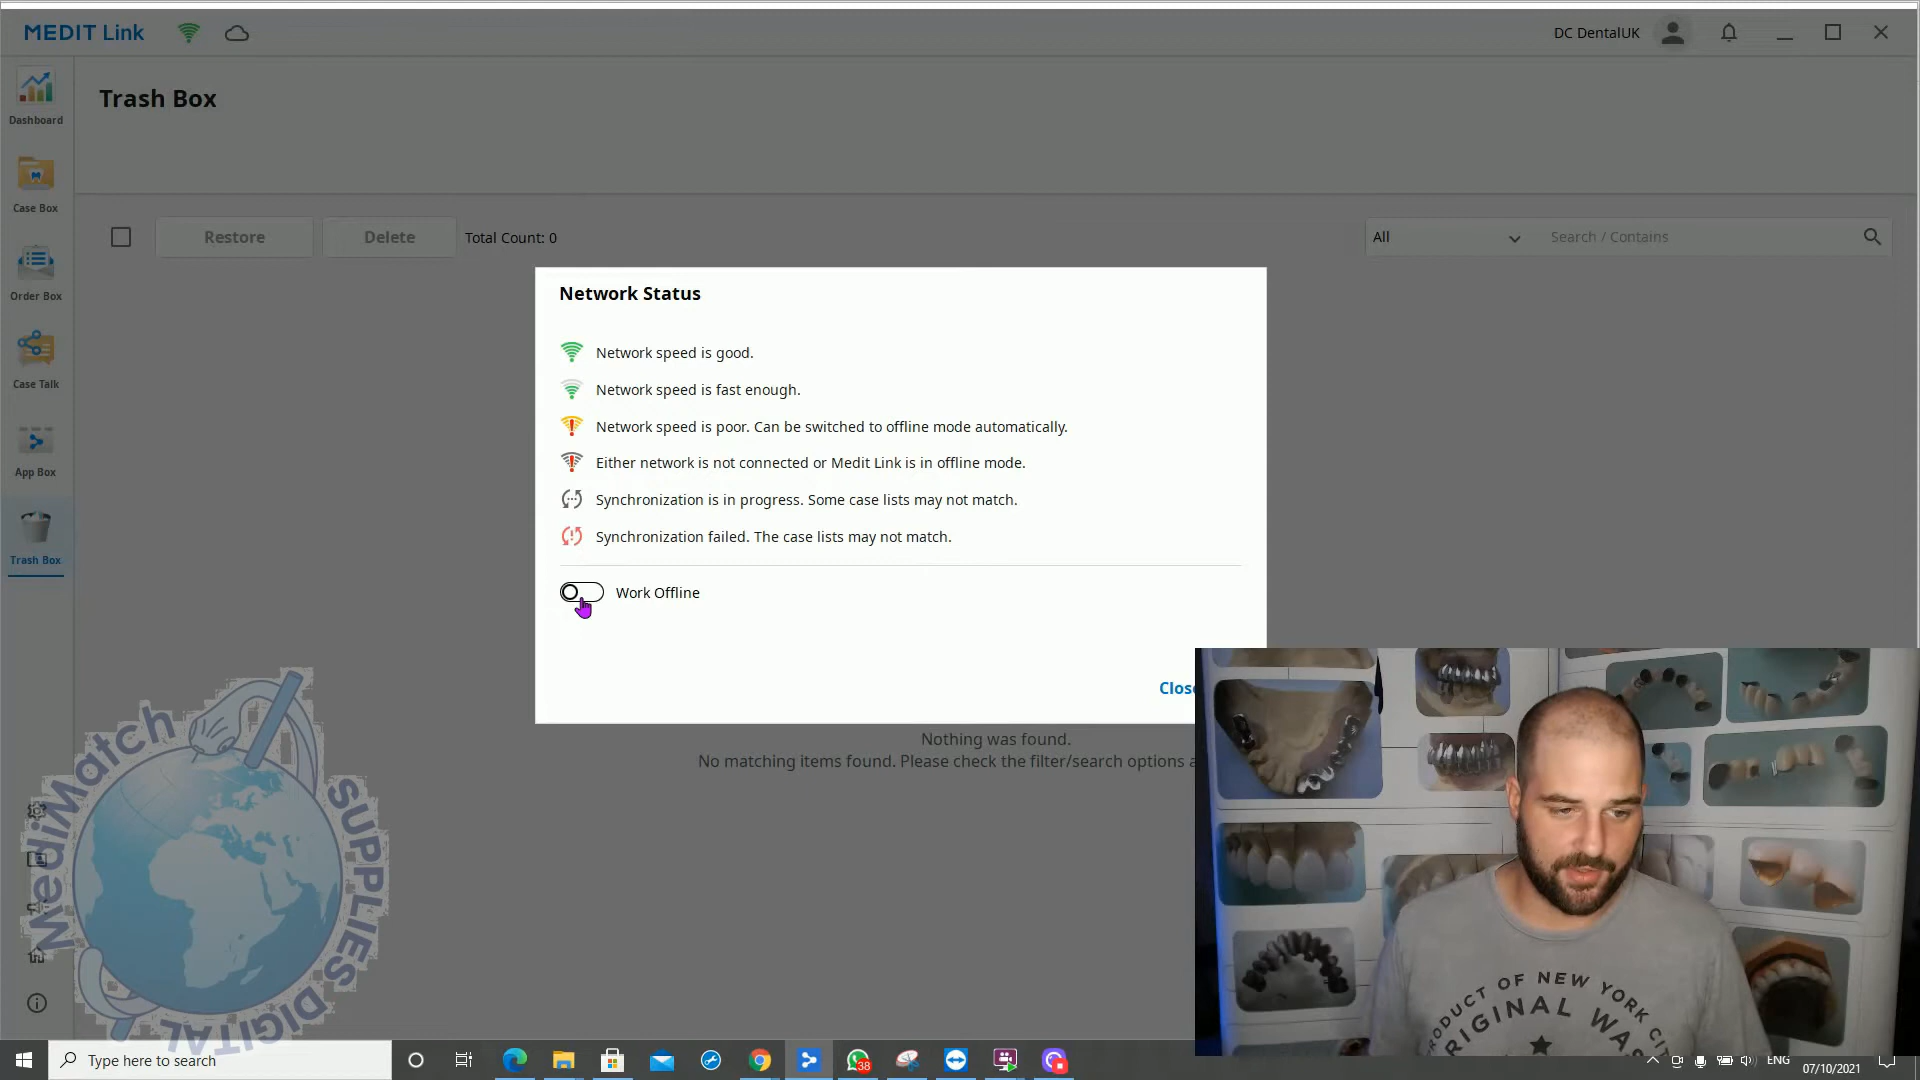 MEDIT Link
DC DentalUK
Dashboard
Case Box
Order Box
Case Talk
App Box
Trash Box
Trash Box
Restore
Delete
Total Count: 0
All
Search / Contains
Network Status
Network speed is good.
Network speed is fast enough.
Network speed is poor. Can be switched to offline mode automatically.
Either network is not connected or Medit Link is in offline mode.
Synchronization is in progress. Some case lists may not match.
Synchronization failed. The case lists may not match.
Work Offline
Close
Nothing was found.
No matching items found. Please check the filter/search options a
MediMatch
DIGITAL
SUPPLIES
PRODUCT OF NEW YORK CIT
ORIGINAL WAS
Type here to search
38
ENG
07/10/2021